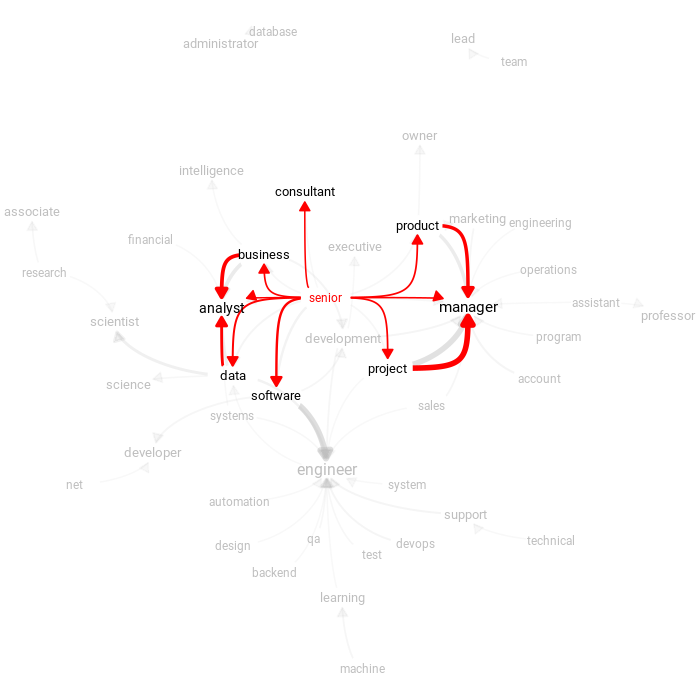 database
administrator
lead
team
owner
intelligence
consultant
associate
product
marketing
engineering
financial
executive
business
research
operations
senior
analyst
manager
assistant
professor
scientist
development
program
project
data
account
science
software
sales
systems
developer
engineer
net
system
automation
support
qa
technical
design
devops
test
backend
learning
machine